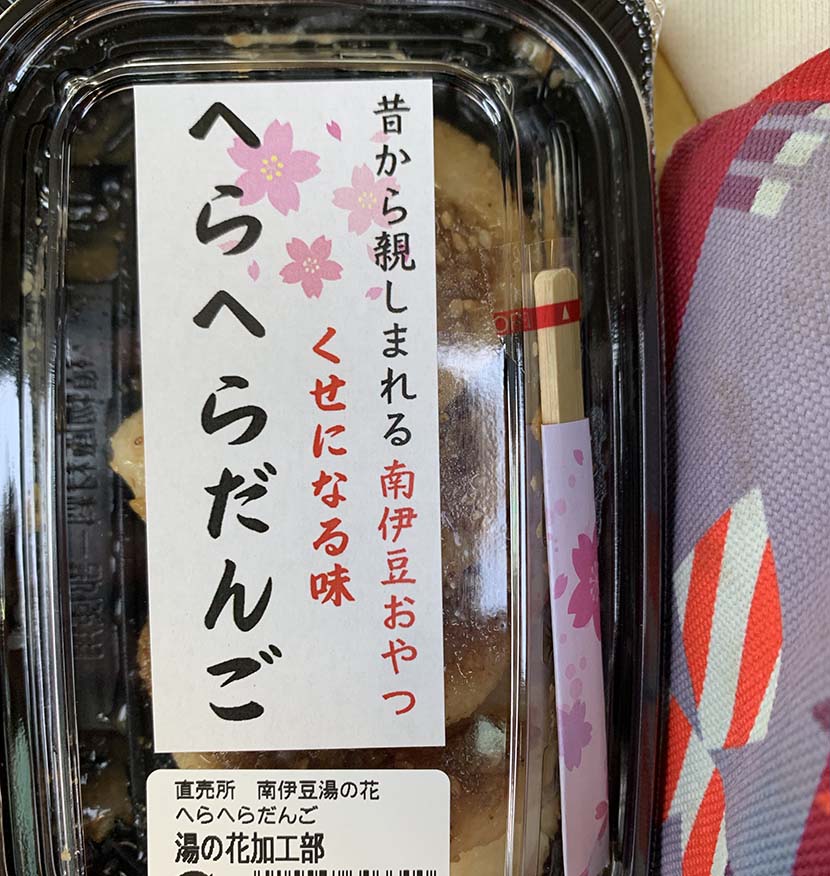 昔から親しまれる南伊豆おやつ
くせになる味
へらへらだんご
直売所 南伊豆湯の花
へらへらだんご
湯の花加工部